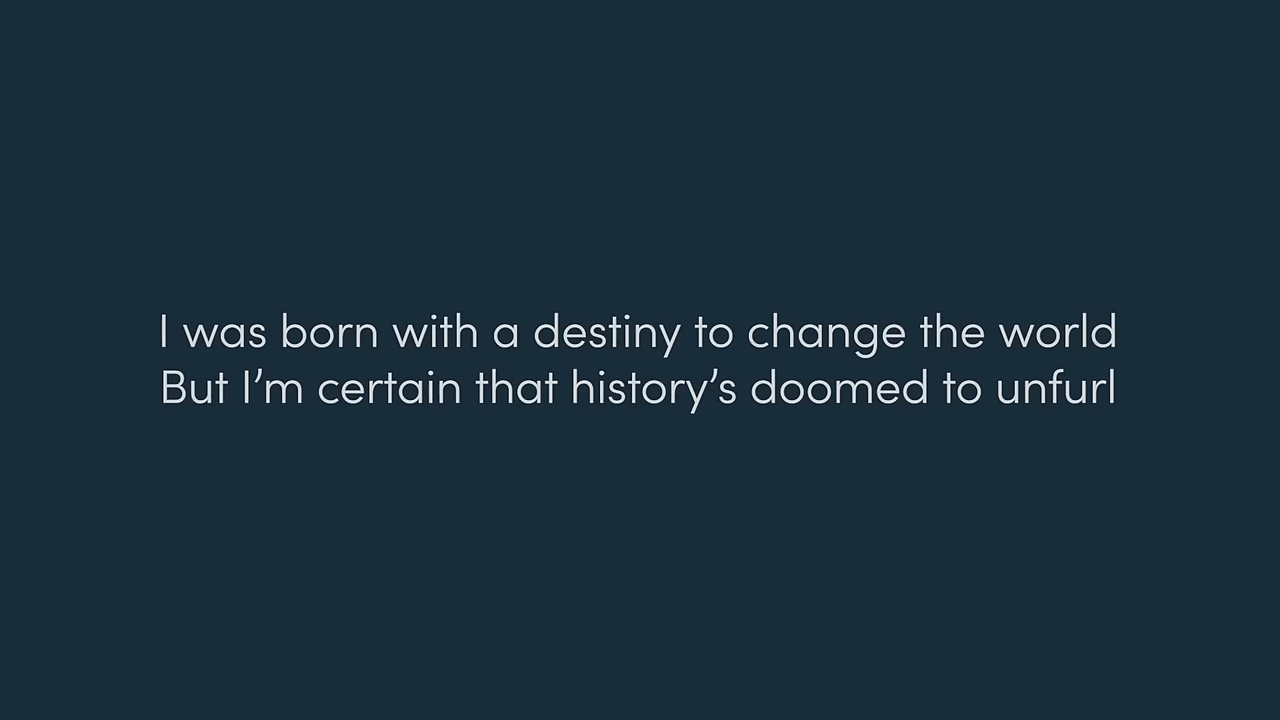 I was born with a destiny to change the world
But I’m certain that history’s doomed to unfurl